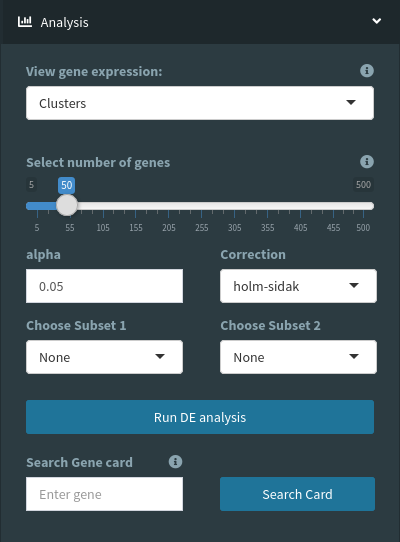 Analysis
View gene expression:
Clusters
Select number of genes
5 50 500
5 55 105 155 205 255 305 355 405 455 500
alpha Correction
0.05 holm-sidak
Choose Subset 1 Choose Subset 2
None None
Run DE analysis
Search Gene card
Enter gene Search Card